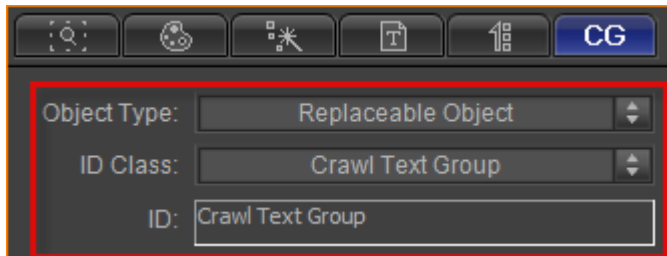 CG
Object Type: Replaceable Object
ID Class: Crawl Text Group
ID: Crawl Text Group